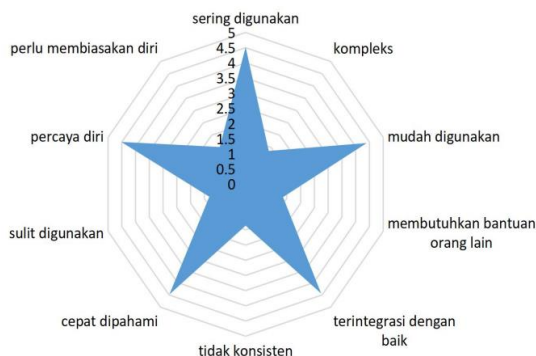 sering digunakan
5
4.5
4
3.5
3
2.5
2
1.5
1
0.5
0
kompleks
mudah digunakan
membutuhkan bantuan
orang lain
terintegrasi dengan
baik
tidak konsisten
cepat dipahami
sulit digunakan
percaya diri
perlu membiasakan diri